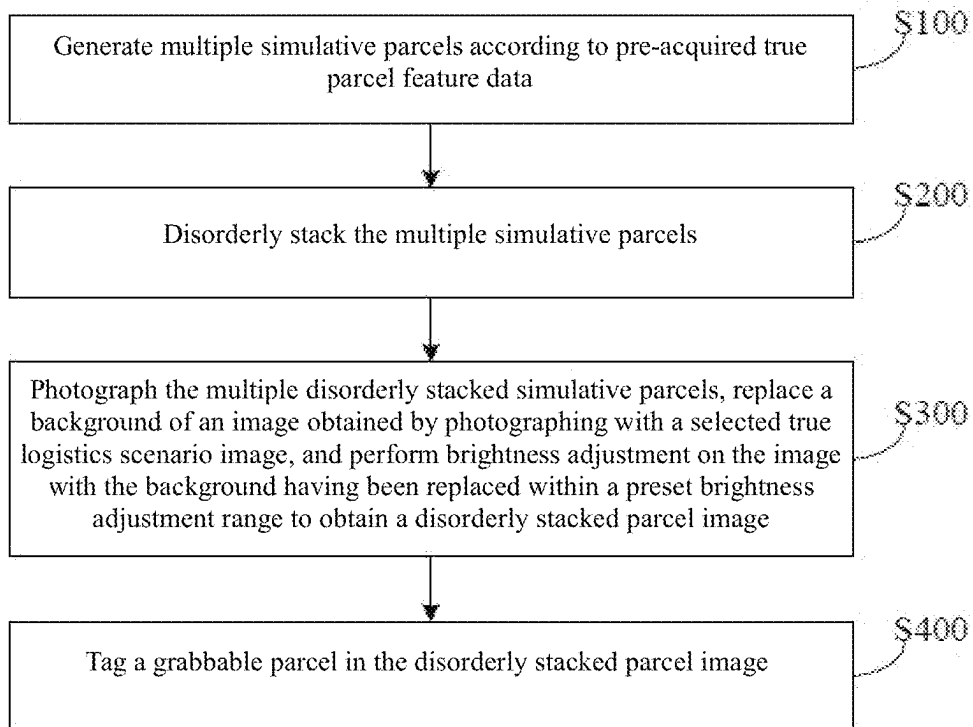 S100
Generate multiple simulative parcels according to pre-acquired true
parcel feature data
S200
Disorderly stack the multiple simulative parcels
S300
Photograph the multiple disorderly stacked simulative parcels, replace a
background of an image obtained by photographing with a selected true
logistics scenario image, and perform brightness adjustment on the image
with the background having been replaced within a preset brightness
adjustment range to obtain a disorderly stacked parcel image
S400
Tag a grabbable parcel in the disorderly stacked parcel image